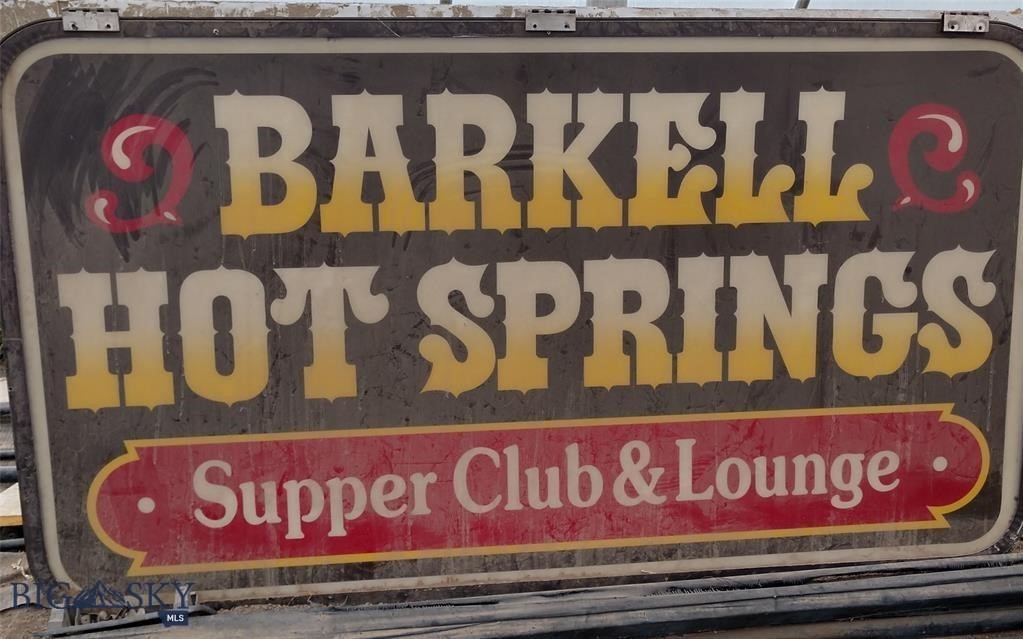 BARKELL
HOT SPRINGS
Supper Club & Lounge
BIG SKY
MLS